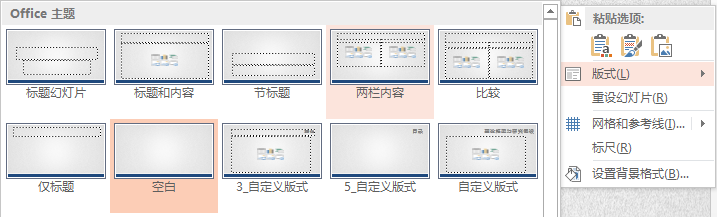 Office 主题
标题幻灯片
标题和内容
节标题
两栏内容
比较
仅标题
空白
3_自定义版式
5_自定义版式
自定义版式
目录
粘贴选项:
版式(L)
重设幻灯片(R)
网格和参考线(I)...
标尺(R)
设置背景格式(B)...